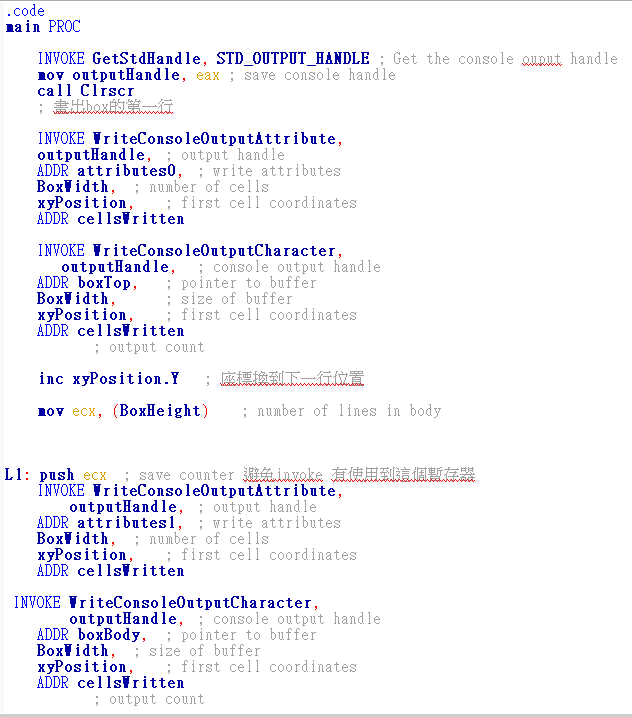 .code
main PROC
INVOKE GetStdHandle, STD_OUTPUT_HANDLE ; Get the console ouput handle
mov outputHandle, eax ; save console handle
call Clrscr
; 畫出box的第一行
INVOKE WriteConsoleOutputAttribute,
outputHandle, ; output handle
ADDR attributes0, ; write attributes
BoxWidth, ; number of cells
xyPosition, ; first cell coordinates
ADDR cellsWritten
INVOKE WriteConsoleOutputCharacter,
outputHandle, ; console output handle
ADDR boxTop, ; pointer to buffer
BoxWidth, ; size of buffer
xyPosition, ; first cell coordinates
ADDR cellsWritten
; output count
inc xyPosition.Y ; 座標換到下一行位置
mov ecx, (BoxHeight) ; number of lines in body
L1: push ecx ; save counter 避免invoke 有使用到這個暫存器
INVOKE WriteConsoleOutputAttribute,
outputHandle, ; output handle
ADDR attributes1, ; write attributes
BoxWidth, ; number of cells
xyPosition, ; first cell coordinates
ADDR cellsWritten
INVOKE WriteConsoleOutputCharacter,
outputHandle, ; console output handle
ADDR boxBody, ; pointer to buffer
BoxWidth, ; size of buffer
xyPosition, ; first cell coordinates
ADDR cellsWritten
; output count